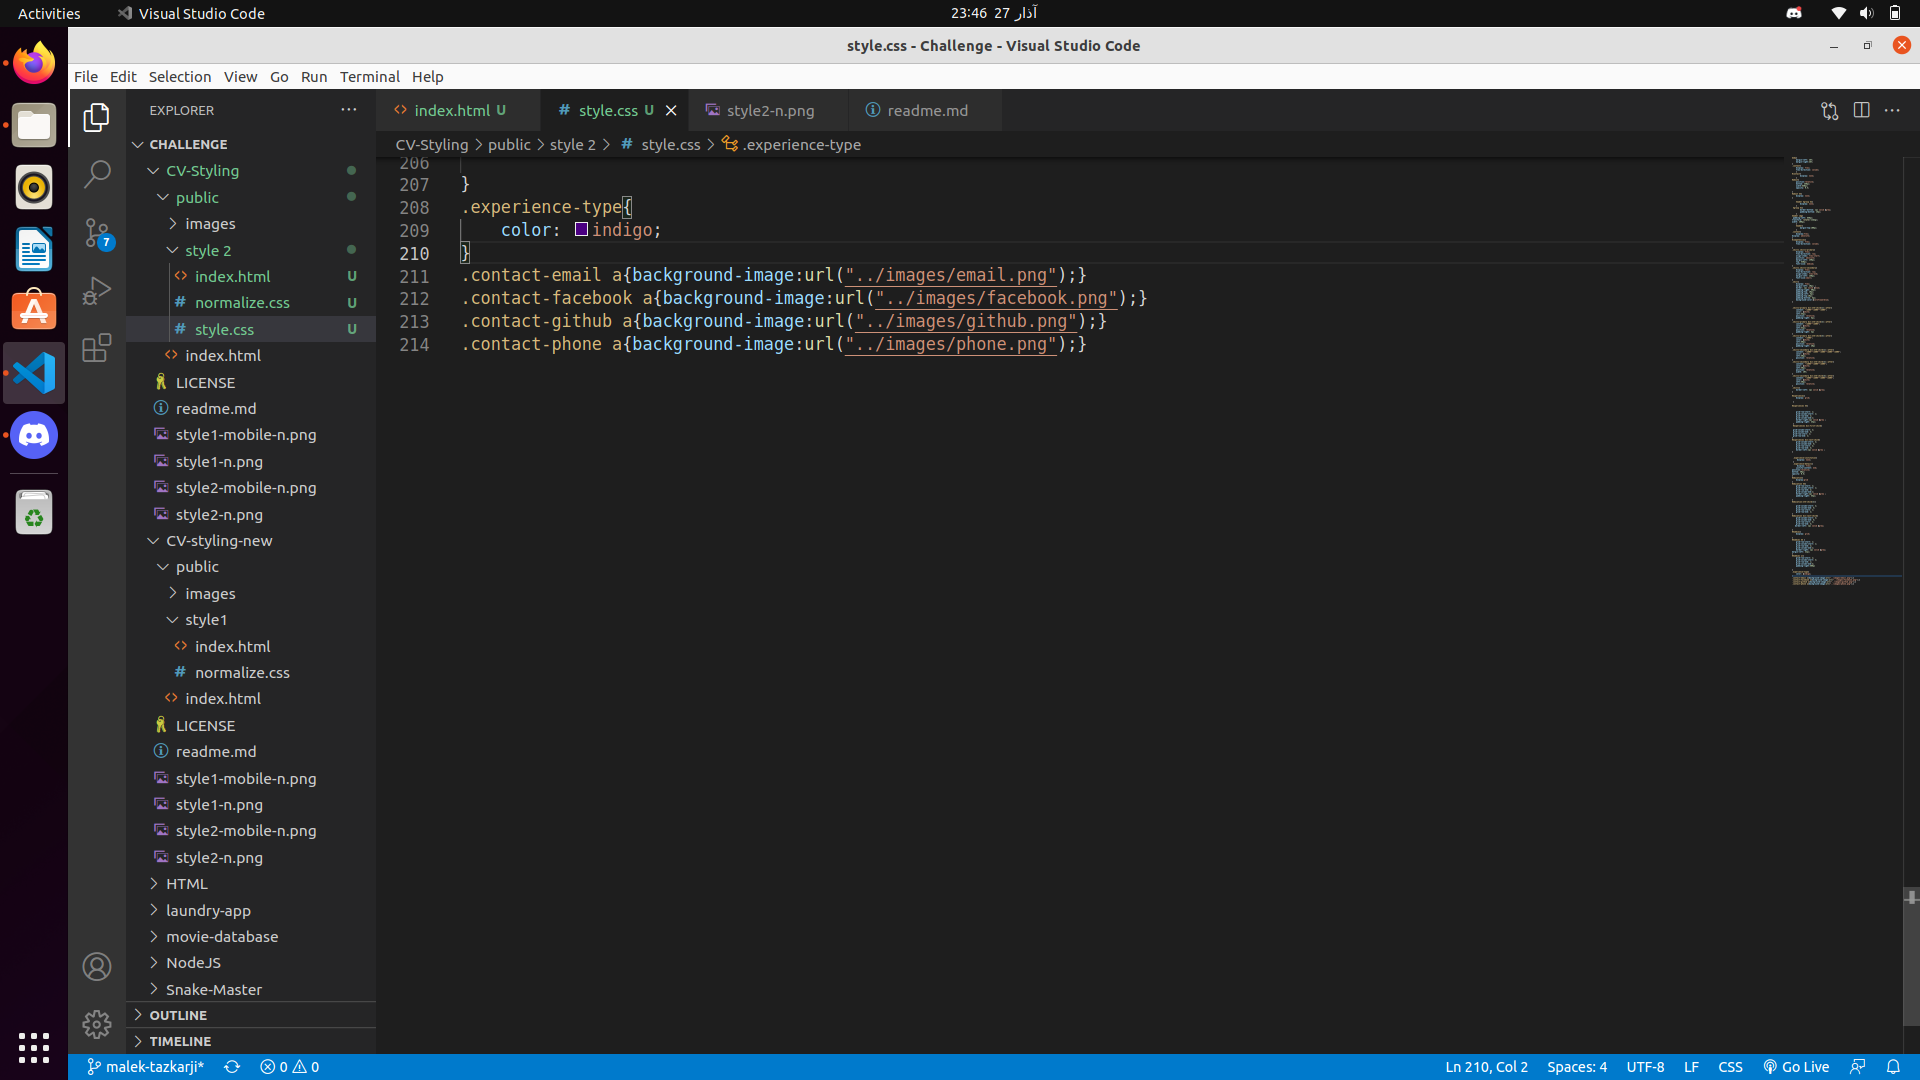 Activities
Visual Studio Code
23:46 27 آذار
style.css - Challenge - Visual Studio Code
File Edit Selection View Go Run Terminal Help
EXPLORER
index.html U
# style.css U
style2-n.png
readme.md
CV-Styling > public > style 2 > # style.css > .experience-type
CHALLENGE
CV-Styling
public
images
style 2
index.html U
# normalize.css U
# style.css U
index.html
LICENSE
readme.md
style1-mobile-n.png
style1-n.png
style2-mobile-n.png
style2-n.png
CV-styling-new
public
images
style1
index.html
# normalize.css
index.html
LICENSE
readme.md
style1-mobile-n.png
style1-n.png
style2-mobile-n.png
style2-n.png
HTML
laundry-app
movie-database
NodeJS
Snake-Master
OUTLINE
TIMELINE
7
206
207 }
208 .experience-type{
209 color: indigo;
210 }
211 .contact-email a{background-image:url("../images/email.png");}
212 .contact-facebook a{background-image:url("../images/facebook.png");}
213 .contact-github a{background-image:url("../images/github.png");}
214 .contact-phone a{background-image:url("../images/phone.png");}
malek-tazkarji* 0 0 Ln 210, Col 2 Spaces: 4 UTF-8 LF CSS Go Live